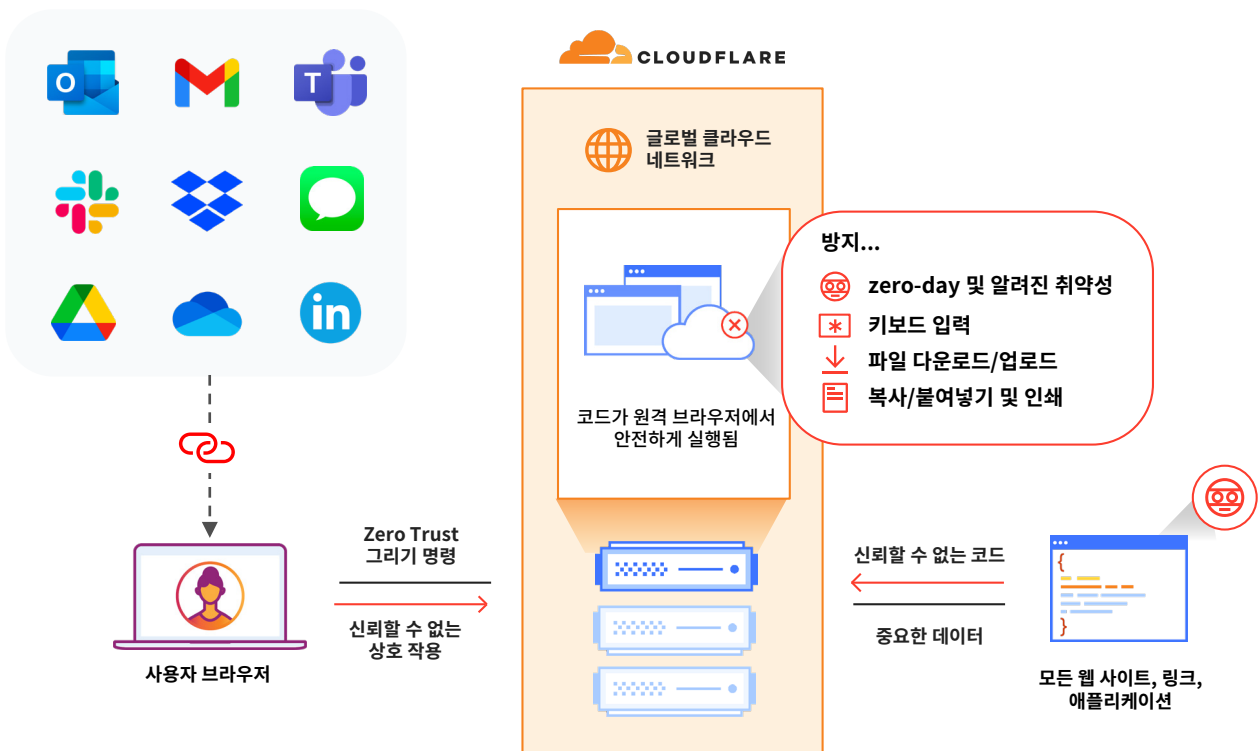 CLOUDFLARE
글로벌 클라우드
네트워크
방지...
zero-day 및 알려진 취약성
키보드 입력
파일 다운로드/업로드
복사/붙여넣기 및 인쇄
코드가 원격 브라우저에서
안전하게 실행됨
Zero Trust
그리기 명령
신뢰할 수 없는
상호 작용
사용자 브라우저
신뢰할 수 없는 코드
중요한 데이터
모든 웹 사이트, 링크,
애플리케이션
O
T
in
{
}